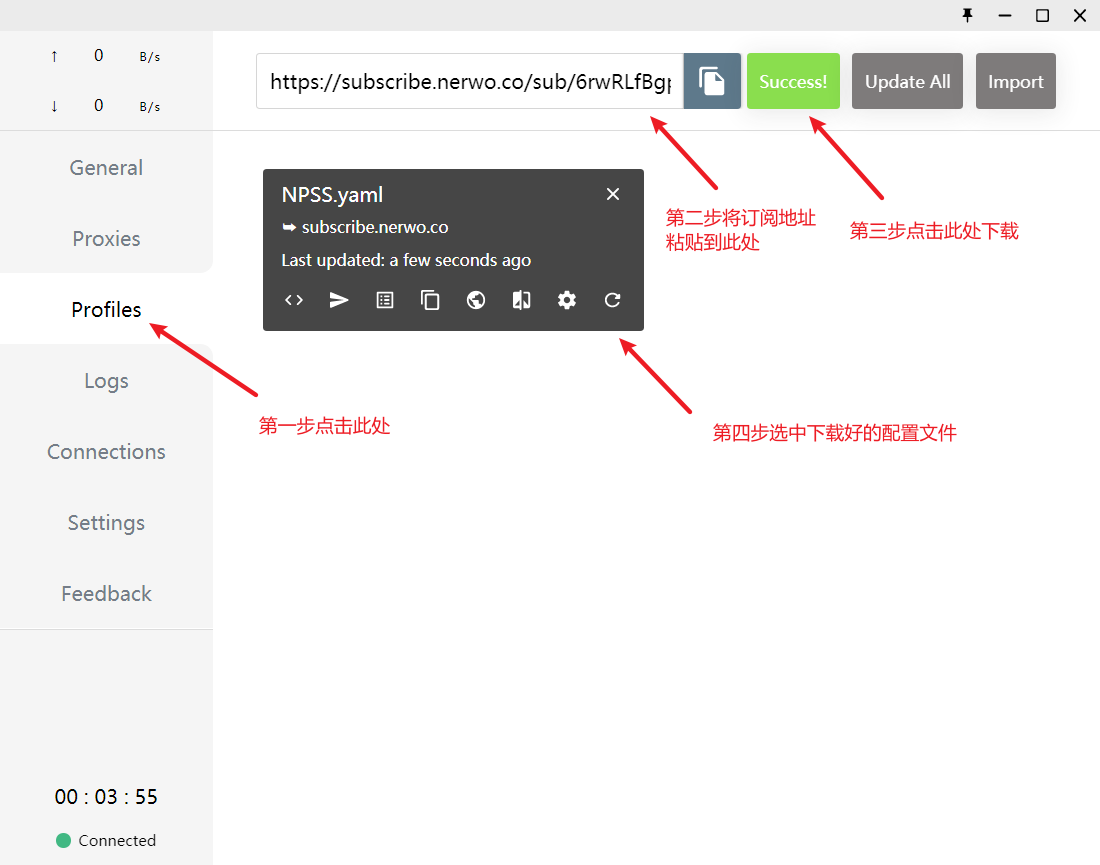 ↑ 0 B/s
↓ 0 B/s
General
Proxies
Profiles
Logs
Connections
Settings
Feedback
00 : 03 : 55
Connected
https://subscribe.nerwo.co/sub/6rwRLfBgp
Success!
Update All
Import
NPSS.yaml
subscribe.nerwo.co
Last updated: a few seconds ago
第二步将订阅地址
粘贴到此处
第三步点击此处下载
第一步点击此处
第四步选中下载好的配置文件